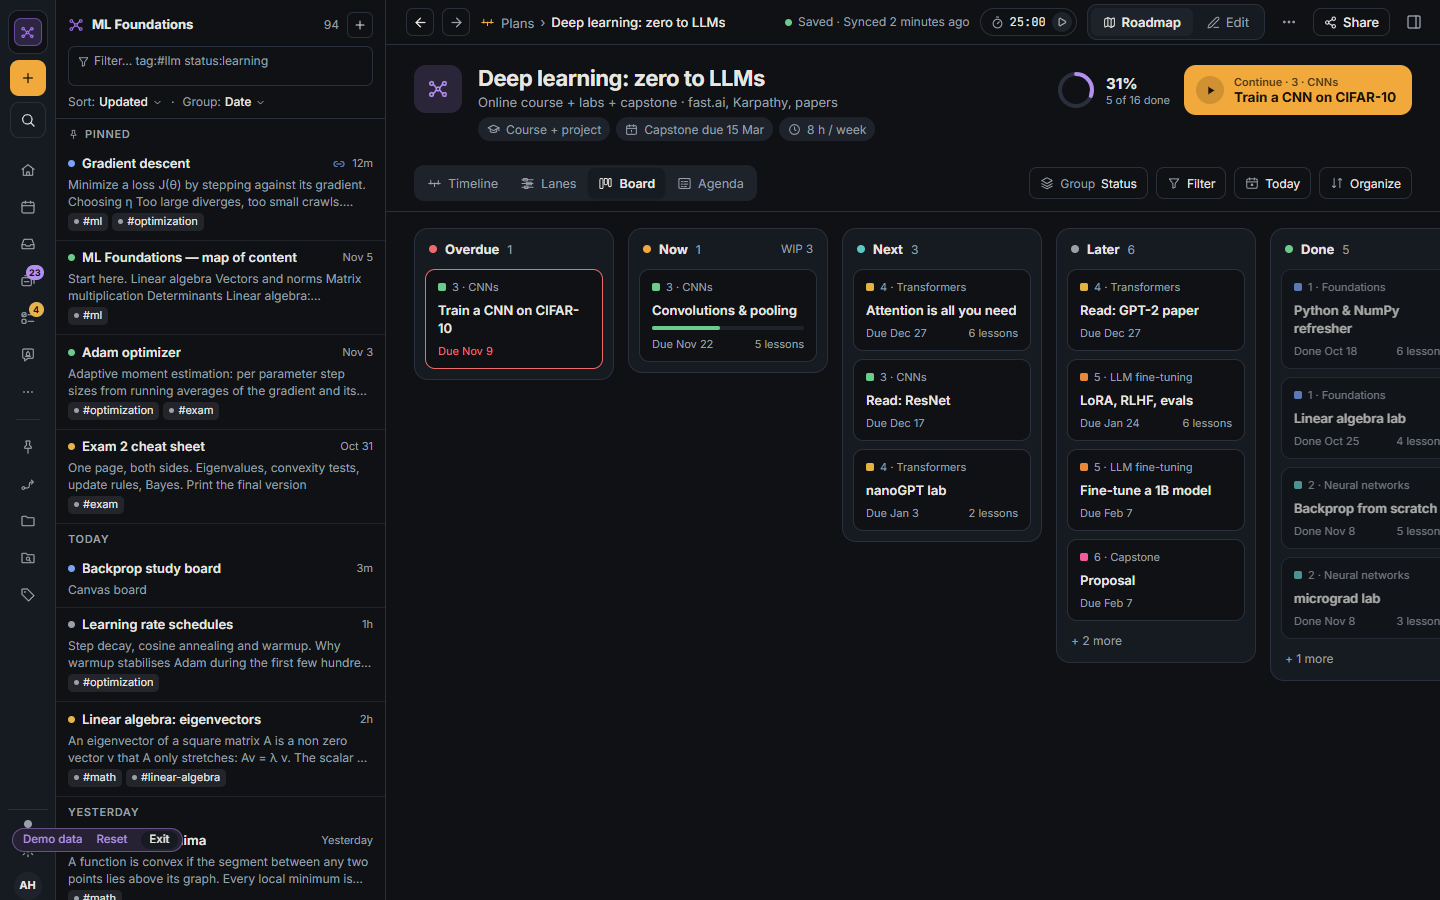 ML Foundations
94
Filter... tag:#llm status:learning
Sort: Updated · Group: Date
PINNED
Gradient descent
12m
Minimize a loss J(θ) by stepping against its gradient.
Choosing η Too large diverges, too small crawls....
#ml #optimization
ML Foundations — map of content
Nov 5
Start here. Linear algebra Vectors and norms Matrix
multiplication Determinants Linear algebra:...
#ml
Adam optimizer
Nov 3
Adaptive moment estimation: per parameter step
sizes from running averages of the gradient and its...
#optimization #exam
Exam 2 cheat sheet
Oct 31
One page, both sides. Eigenvalues, convexity tests,
update rules, Bayes. Print the final version
#exam
TODAY
Backprop study board
3m
Canvas board
Learning rate schedules
1h
Step decay, cosine annealing and warmup. Why
warmup stabilises Adam during the first few hundre...
#optimization
Linear algebra: eigenvectors
2h
An eigenvector of a square matrix A is a non zero
vector v that A only stretches: Av = λ v. The scalar ...
#math #linear-algebra
YESTERDAY
Yesterday
A function is convex if the segment between any two
points lies above its graph. Every local minimum is...
#math
23
4
Demo data Reset Exit
AH
Plans › Deep learning: zero to LLMs
Saved · Synced 2 minutes ago
25:00
Roadmap
Edit
Share
Deep learning: zero to LLMs
Online course + labs + capstone · fast.ai, Karpathy, papers
Course + project
Capstone due 15 Mar
8 h / week
31%
5 of 16 done
Continue · 3 · CNNs
Train a CNN on CIFAR-10
Timeline
Lanes
Board
Agenda
Group Status
Filter
Today
Organize
Overdue 1
3 · CNNs
Train a CNN on CIFAR-
10
Due Nov 9
Now 1
WIP 3
3 · CNNs
Convolutions & pooling
Due Nov 22
5 lessons
Next 3
4 · Transformers
Attention is all you need
Due Dec 27
6 lessons
3 · CNNs
Read: ResNet
Due Dec 17
4 · Transformers
nanoGPT lab
Due Jan 3
2 lessons
Later 6
4 · Transformers
Read: GPT-2 paper
Due Dec 27
5 · LLM fine-tuning
LoRA, RLHF, evals
Due Jan 24
6 lessons
5 · LLM fine-tuning
Fine-tune a 1B model
Due Feb 7
6 · Capstone
Proposal
Due Feb 7
+ 2 more
Done 5
1 · Foundations
Python & NumPy
refresher
Done Oct 18
6 lesson
1 · Foundations
Linear algebra lab
Done Oct 25
4 lesson
2 · Neural networks
Backprop from scratch
Done Nov 8
5 lesson
2 · Neural networks
micrograd lab
Done Nov 8
3 lesson
+ 1 more